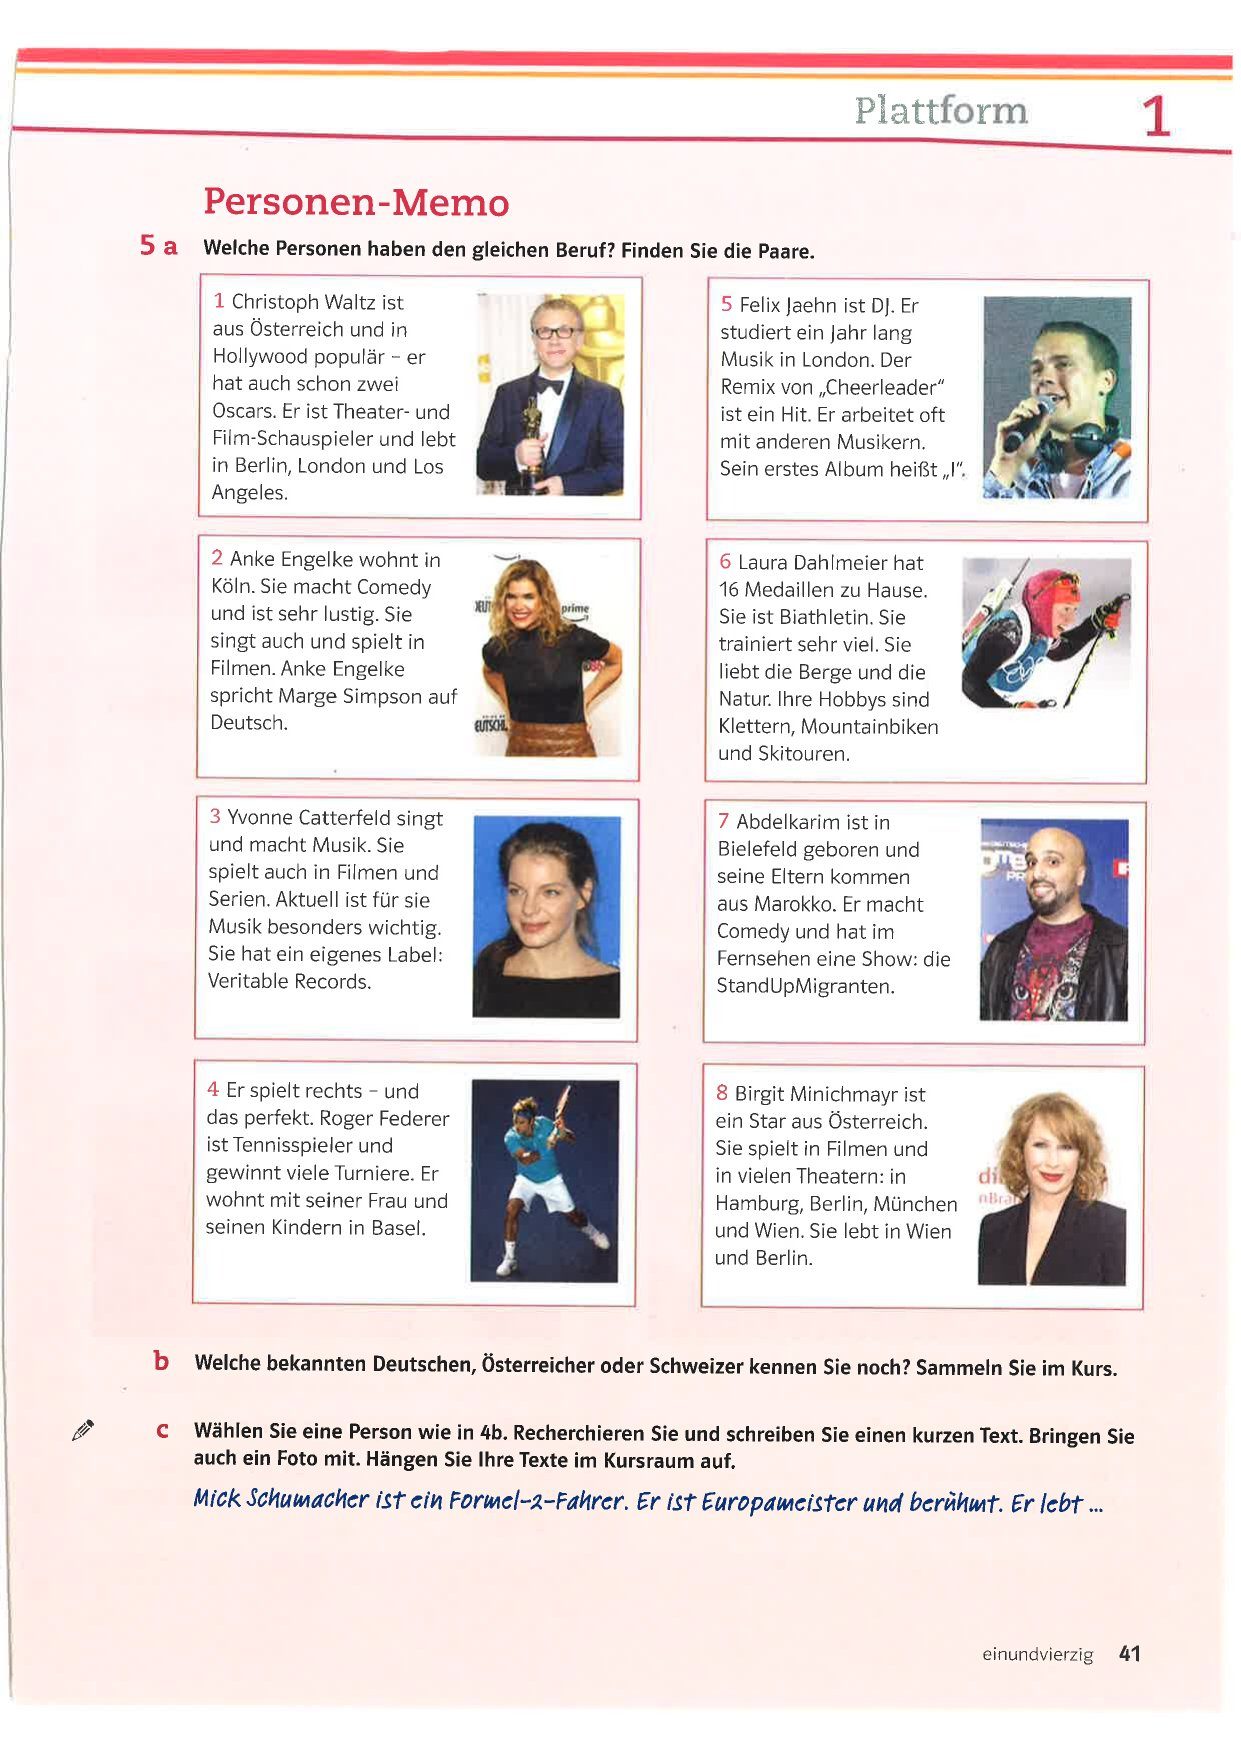 Plattform 1
Personen-Memo
5 a Welche Personen haben den gleichen Beruf? Finden Sie die Paare.
1 Christoph Waltz ist
aus Österreich und in
Hollywood populär – er
hat auch schon zwei
Oscars. Er ist Theater- und
Film-Schauspieler und lebt
in Berlin, London und Los
Angeles.
2 Anke Engelke wohnt in
Köln. Sie macht Comedy
und ist sehr lustig. Sie
singt auch und spielt in
Filmen. Anke Engelke
spricht Marge Simpson auf
Deutsch.
prime
3 Yvonne Catterfeld singt
und macht Musik. Sie
spielt auch in Filmen und
Serien. Aktuell ist für sie
Musik besonders wichtig.
Sie hat ein eigenes Label:
Veritable Records.
4 Er spielt rechts – und
das perfekt. Roger Federer
ist Tennisspieler und
gewinnt viele Turniere. Er
wohnt mit seiner Frau und
seinen Kindern in Basel.
5 Felix Jaehn ist DJ. Er
studiert ein Jahr lang
Musik in London. Der
Remix von „Cheerleader“
ist ein Hit. Er arbeitet oft
mit anderen Musikern.
Sein erstes Album heißt „I“.
6 Laura Dahlmeier hat
16 Medaillen zu Hause.
Sie ist Biathletin. Sie
trainiert sehr viel. Sie
liebt die Berge und die
Natur. Ihre Hobbys sind
Klettern, Mountainbiken
und Skitouren.
7 Abdelkarim ist in
Bielefeld geboren und
seine Eltern kommen
aus Marokko. Er macht
Comedy und hat im
Fernsehen eine Show: die
StandUpMigranten.
8 Birgit Minichmayr ist
ein Star aus Österreich.
Sie spielt in Filmen und
in vielen Theatern: in
Hamburg, Berlin, München
und Wien. Sie lebt in Wien
und Berlin.
b Welche bekannten Deutschen, Österreicher oder Schweizer kennen Sie noch? Sammeln Sie im Kurs.
c Wählen Sie eine Person wie in 4b. Recherchieren Sie und schreiben Sie einen kurzen Text. Bringen Sie
auch ein Foto mit. Hängen Sie Ihre Texte im Kursraum auf.
Mick Schumacher ist ein Formel-2-Fahrer. Er ist Europameister und berühmt. Er lebt ...
einundvierzig 41